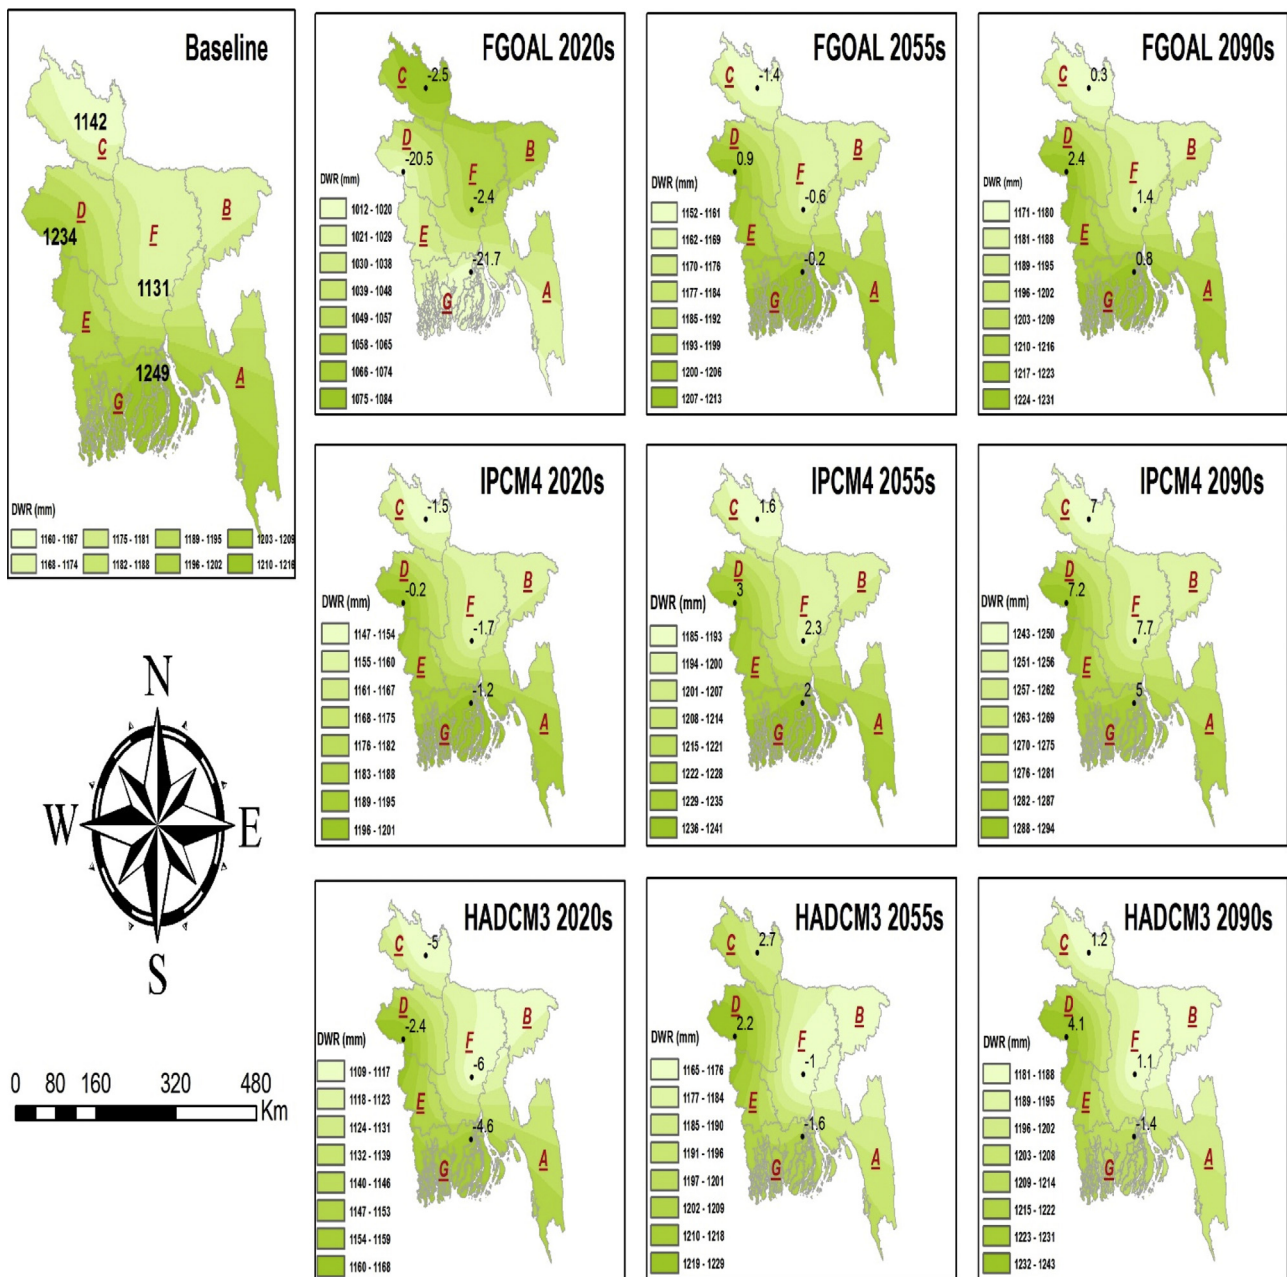 Baseline
1142
C
D
1234
B
F
1131
E
1249
A
G
DWR (mm)
1160 - 1167
1175 - 1181
1189 - 1195
1203 - 1209
1168 - 1174
1182 - 1188
1196 - 1202
1210 - 1216
FGOAL 2020s
C
-2.5
D
-20.5
B
F
-2.4
E
-21.7
G
A
DWR (mm)
1012 - 1020
1021 - 1029
1030 - 1038
1039 - 1048
1049 - 1057
1058 - 1065
1066 - 1074
1075 - 1084
FGOAL 2055s
C
-1.4
D
0.9
B
F
-0.6
E
-0.2
G
A
DWR (mm)
1152 - 1161
1162 - 1169
1170 - 1176
1177 - 1184
1185 - 1192
1193 - 1199
1200 - 1206
1207 - 1213
FGOAL 2090s
C
0.3
D
2.4
B
F
1.4
E
0.8
G
A
DWR (mm)
1171 - 1180
1181 - 1188
1189 - 1195
1196 - 1202
1203 - 1209
1210 - 1216
1217 - 1223
1224 - 1231
IPCM4 2020s
C
-1.5
D
-0.2
B
F
-1.7
E
-1.2
G
A
DWR (mm)
1147 - 1154
1155 - 1160
1161 - 1167
1168 - 1175
1176 - 1182
1183 - 1188
1189 - 1195
1196 - 1201
IPCM4 2055s
C
1.6
D
3
B
F
2.3
E
2
G
A
DWR (mm)
1185 - 1193
1194 - 1200
1201 - 1207
1208 - 1214
1215 - 1221
1222 - 1228
1229 - 1235
1236 - 1241
IPCM4 2090s
C
7
D
7.2
B
F
7.7
E
5
G
A
DWR (mm)
1243 - 1250
1251 - 1256
1257 - 1262
1263 - 1269
1270 - 1275
1276 - 1281
1282 - 1287
1288 - 1294
N
W
E
S
0 80 160 320 480
Km
HADCM3 2020s
C
-5
D
-2.4
B
F
-6
E
-4.6
G
A
DWR (mm)
1109 - 1117
1118 - 1123
1124 - 1131
1132 - 1139
1140 - 1146
1147 - 1153
1154 - 1159
1160 - 1168
HADCM3 2055s
C
2.7
D
2.2
B
F
-1
E
-1.6
G
A
DWR (mm)
1165 - 1176
1177 - 1184
1185 - 1190
1191 - 1196
1197 - 1201
1202 - 1209
1210 - 1218
1219 - 1229
HADCM3 2090s
C
1.2
D
4.1
B
F
1.1
E
-1.4
G
A
DWR (mm)
1181 - 1188
1189 - 1195
1196 - 1202
1203 - 1208
1209 - 1214
1215 - 1222
1223 - 1231
1232 - 1243